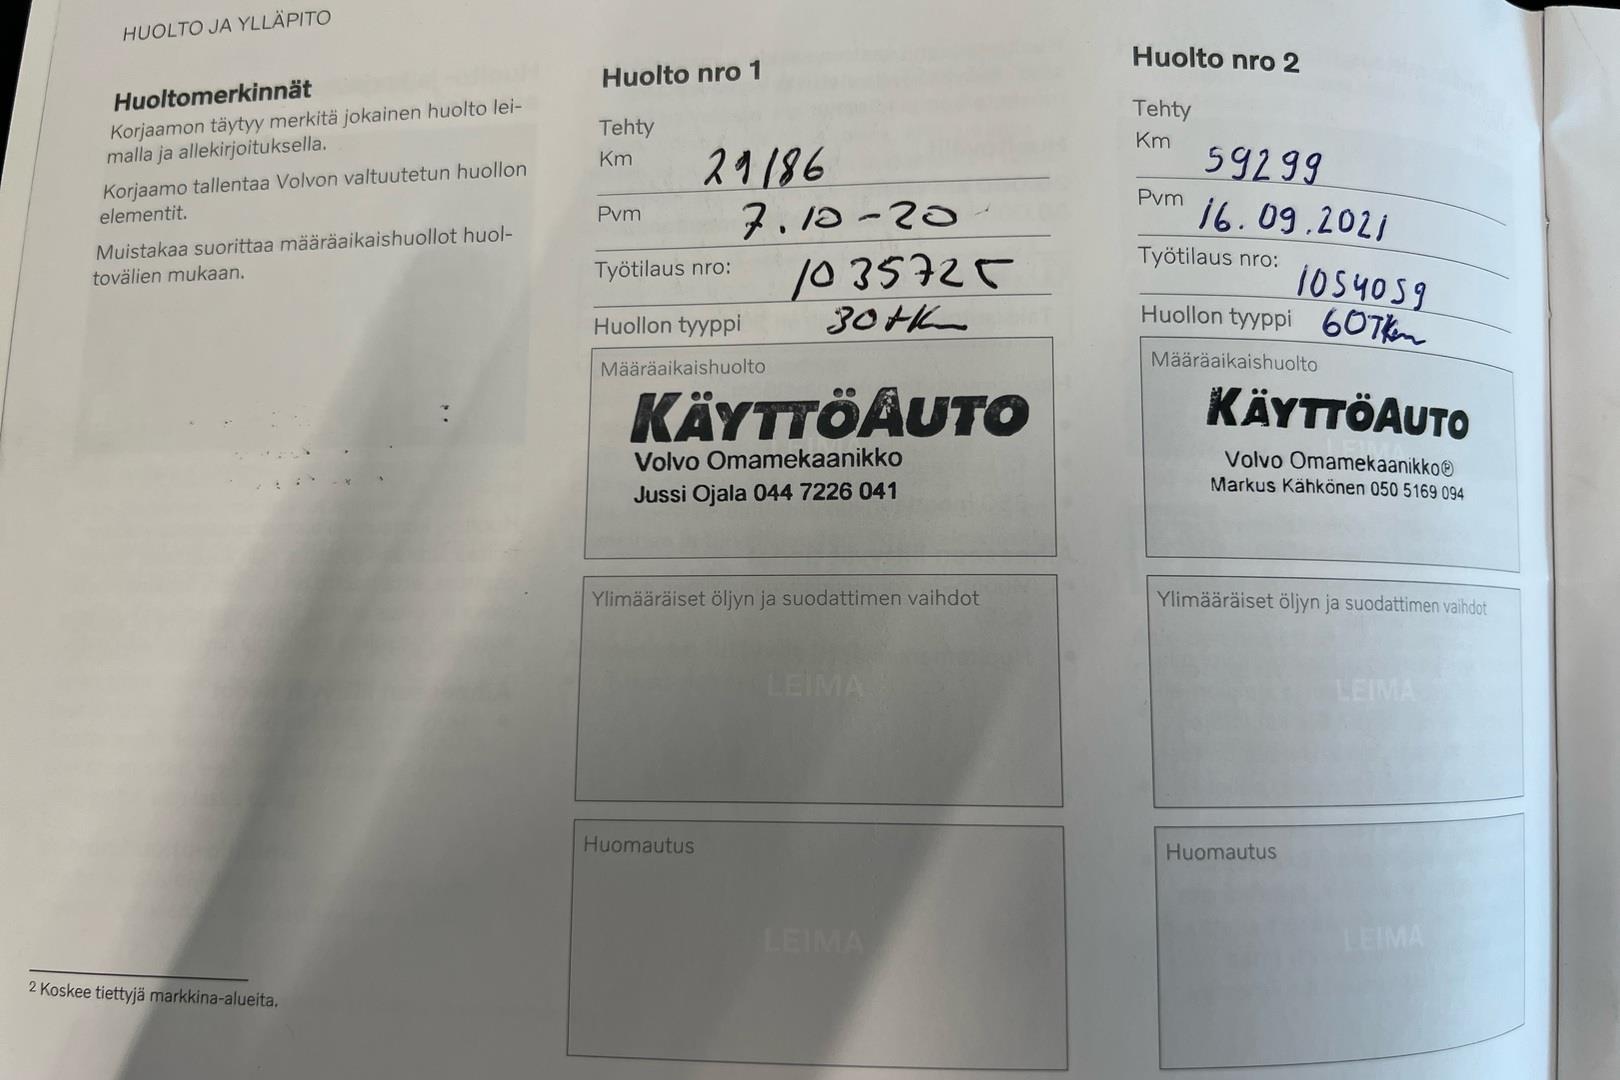 HUOLTO JA YLLÄPITO
Huoltomerkinnät
Korjaamon täytyy merkitä jokainen huolto lei-
malla ja allekirjoituksella.
Korjaamo tallentaa Volvon valtuutetun huollon
elementit.
Muistakaa suorittaa määräaikaishuollot huol-
tovälien mukaan.
2 Koskee tiettyjä markkina-alueita.
Huolto nro 1
Tehty
Km 29186
Pvm 7.10-20
Työtilaus nro: 1035725
Huollon tyyppi 30tkm
Määräaikaishuolto
KÄYTTÖAUTO
Volvo Omamekaanikko
Jussi Ojala 044 7226 041
Ylimääräiset öljyn ja suodattimen vaihdot
LEIMA
Huomautus
LEIMA
Huolto nro 2
Tehty
Km 59299
Pvm 16.09.2021
Työtilaus nro: 1054059
Huollon tyyppi 60Tkm
Määräaikaishuolto
LEIMA
KÄYTTÖAUTO
Volvo Omamekaanikko®
Markus Kähkönen 050 5169 094
Ylimääräiset öljyn ja suodattimen vaihdot
LEIMA
Huomautus
LEIMA